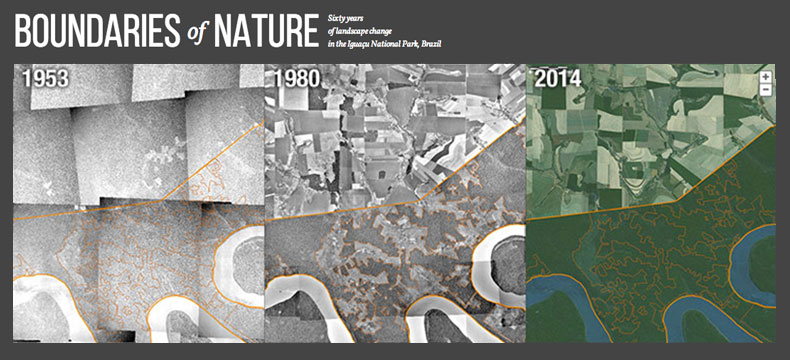 BOUNDARIES of NATURE
Sixty years
of landscape change
in the Iguaçu National Park, Brazil
1953
1980
2014
+
−